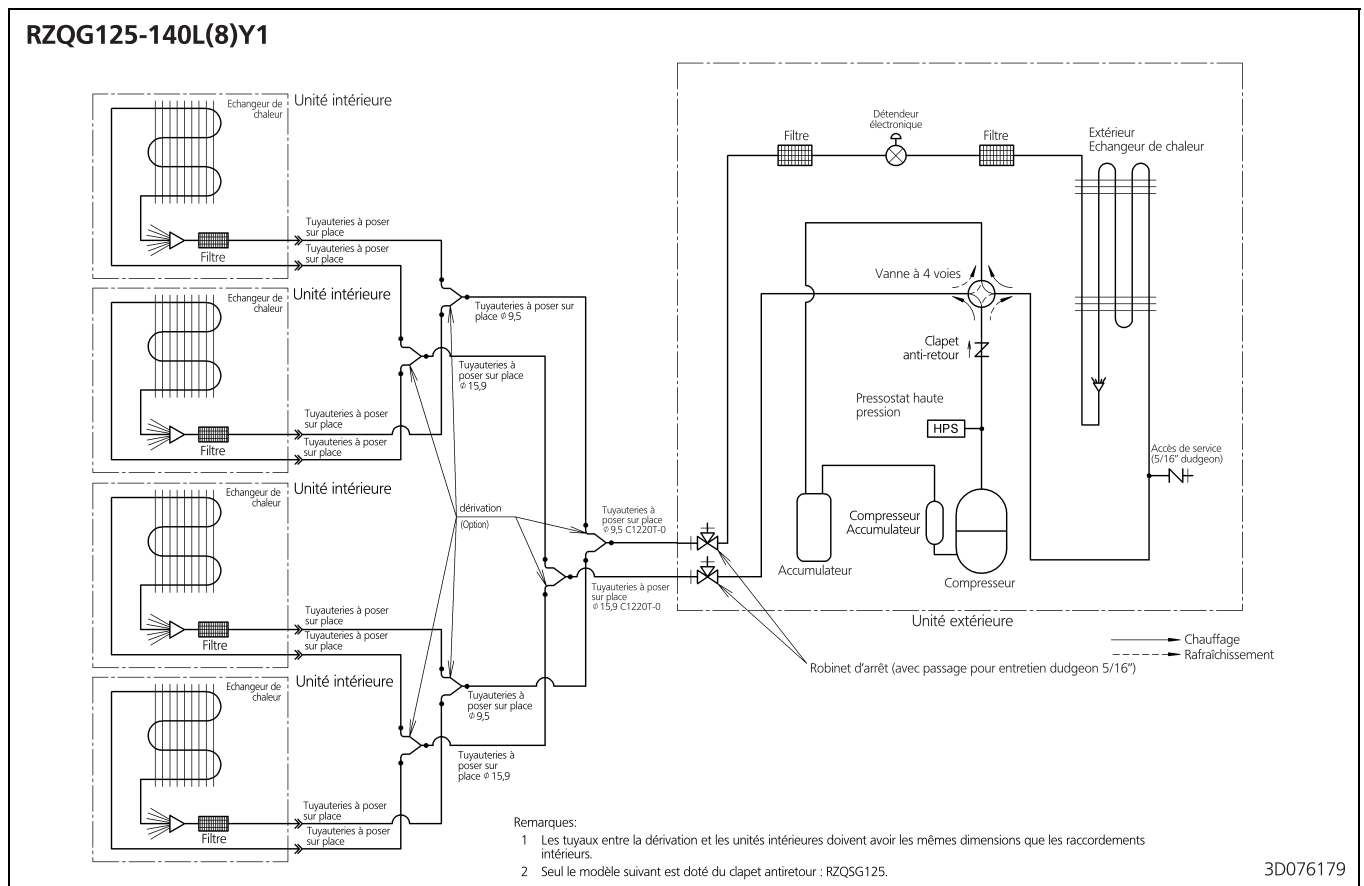 RZQG125-140L(8)Y1
Echangeur de
chaleur
Unité intérieure
Filtre
Tuyauteries à poser
sur place
Tuyauteries à poser
sur place
Echangeur de
chaleur
Unité intérieure
Filtre
Tuyauteries à poser
sur place
Tuyauteries à poser
sur place
Echangeur de
chaleur
Unité intérieure
Filtre
Tuyauteries à poser
sur place
Tuyauteries à poser
sur place
Echangeur de
chaleur
Unité intérieure
Filtre
Tuyauteries à poser
sur place
Tuyauteries à poser
sur place
Tuyauteries à poser sur
place φ 9,5
Tuyauteries à
poser sur place
φ 15,9
dérivation
(Option)
Tuyauteries à
poser sur place
φ 9,5 C1220T-0
Tuyauteries à poser
sur place
φ 15,9 C1220T-0
Tuyauteries à
poser sur place
φ 9,5
Tuyauteries à
poser sur
place φ 15,9
Filtre
Détendeur
électronique
Filtre
Extérieur
Echangeur de chaleur
Vanne à 4 voies
Clapet
anti-retour
Pressostat haute
pression
HPS
Accès de service
(5/16" dudgeon)
Compresseur
Accumulateur
Accumulateur
Compresseur
Unité extérieure
Chauffage
Rafraîchissement
Robinet d'arrêt (avec passage pour entretien dudgeon 5/16")
Remarques:
1 Les tuyaux entre la dérivation et les unités intérieures doivent avoir les mêmes dimensions que les raccordements
intérieurs.
2 Seul le modèle suivant est doté du clapet antiretour : RZQSG125.
3D076179